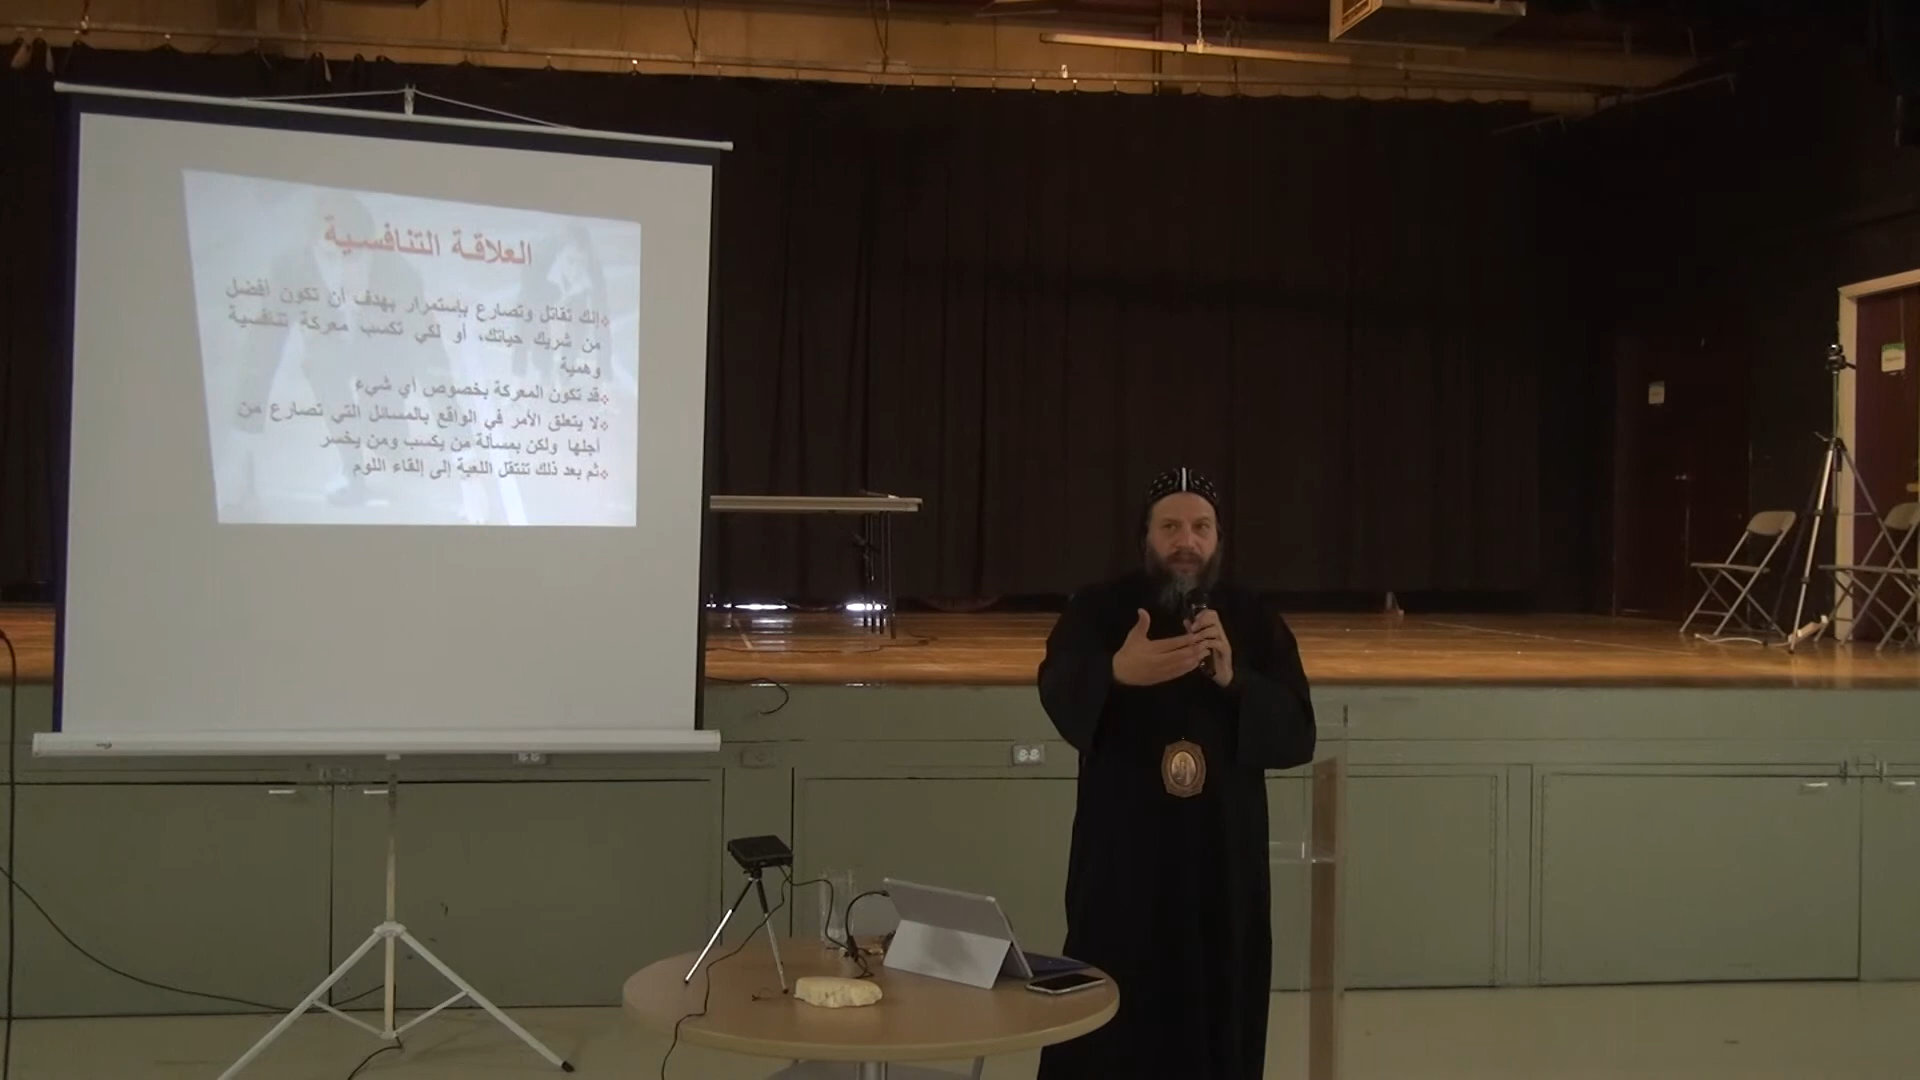 العلاقة التنافسية
إنك تقاتل وتصارع بإستمرار بهدف أن تكون أفضل
من شريك حياتك، أو لكي تكسب معركة تنافسية
وهمية
قد تكون المعركة بخصوص أي شيء
لا يتعلق الأمر في الواقع بالمسائل التي تصارع من
أجلها ولكن بمسألة من يكسب ومن يخسر
ثم بعد ذلك تنتقل اللعبة إلى إلقاء اللوم